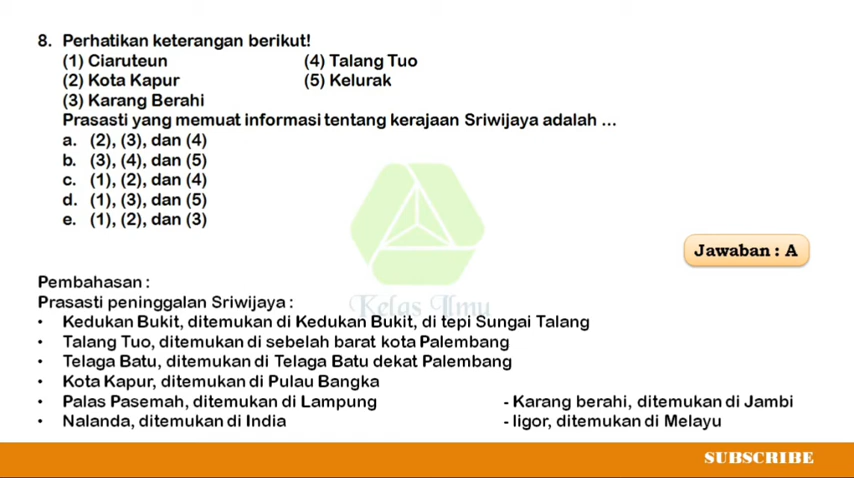 8. Perhatikan keterangan berikut!
(1) Ciaruteun (4) Talang Tuo
(2) Kota Kapur (5) Kelurak
(3) Karang Berahi
Prasasti yang memuat informasi tentang kerajaan Sriwijaya adalah ...
a. (2), (3), dan (4)
b. (3), (4), dan (5)
c. (1), (2), dan (4)
d. (1), (3), dan (5)
e. (1), (2), dan (3)
Jawaban : A
Pembahasan :
Prasasti peninggalan Sriwijaya :
Kelas Ilmu
• Kedukan Bukit, ditemukan di Kedukan Bukit, di tepi Sungai Talang
• Talang Tuo, ditemukan di sebelah barat kota Palembang
• Telaga Batu, ditemukan di Telaga Batu dekat Palembang
• Kota Kapur, ditemukan di Pulau Bangka
• Palas Pasemah, ditemukan di Lampung - Karang berahi, ditemukan di Jambi
• Nalanda, ditemukan di India - ligor, ditemukan di Melayu
SUBSCRIBE